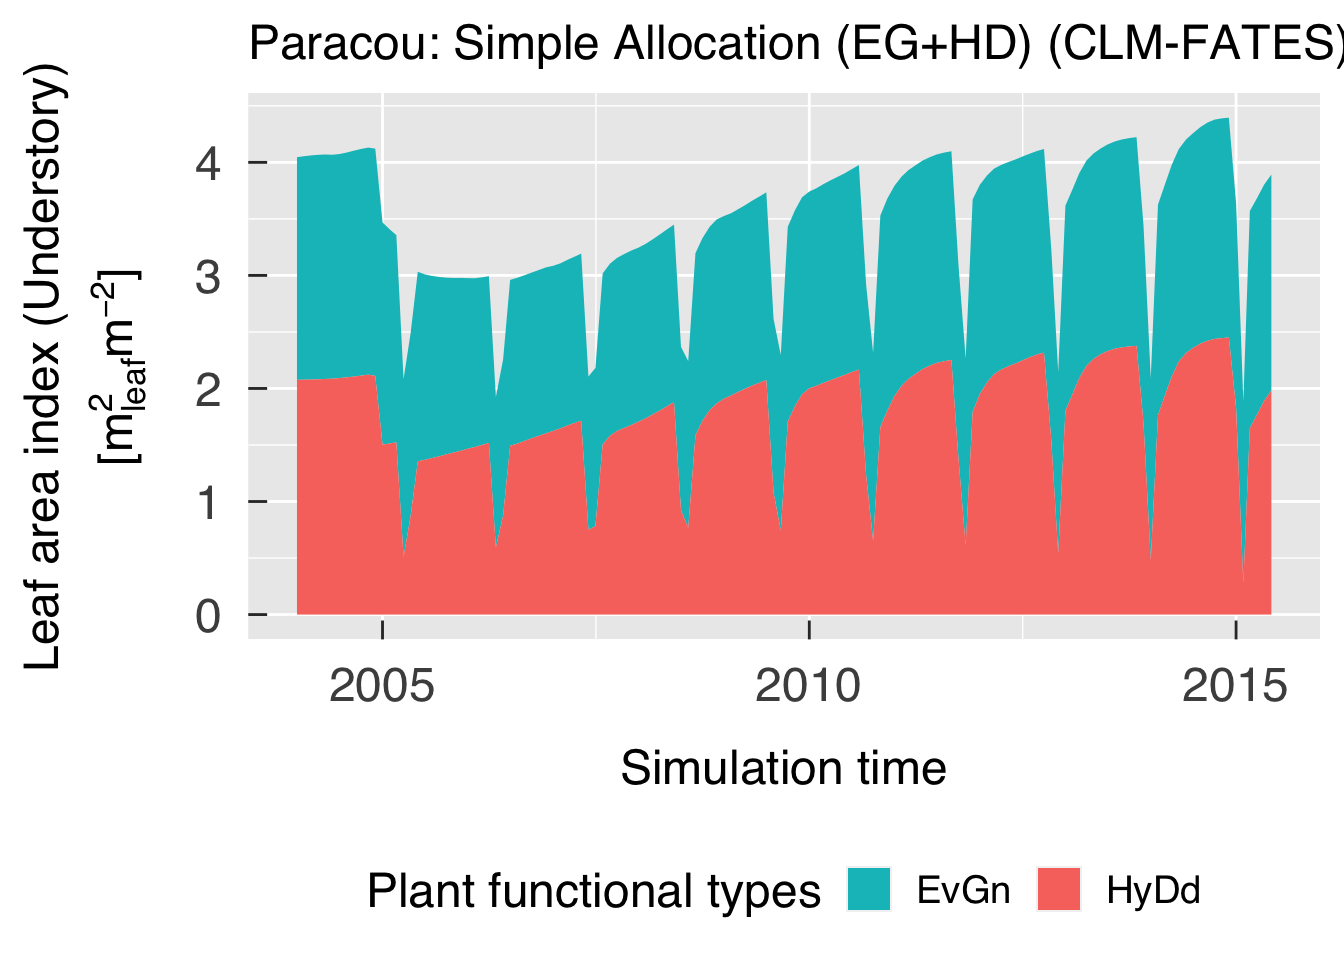 Paracou: Simple Allocation (EG+HD) (CLM-FATES)
Leaf area index (Understory)
[m²leaf m⁻²]
4
3
2
1
0
2005 2010 2015
Simulation time
Plant functional types EvGn HyDd